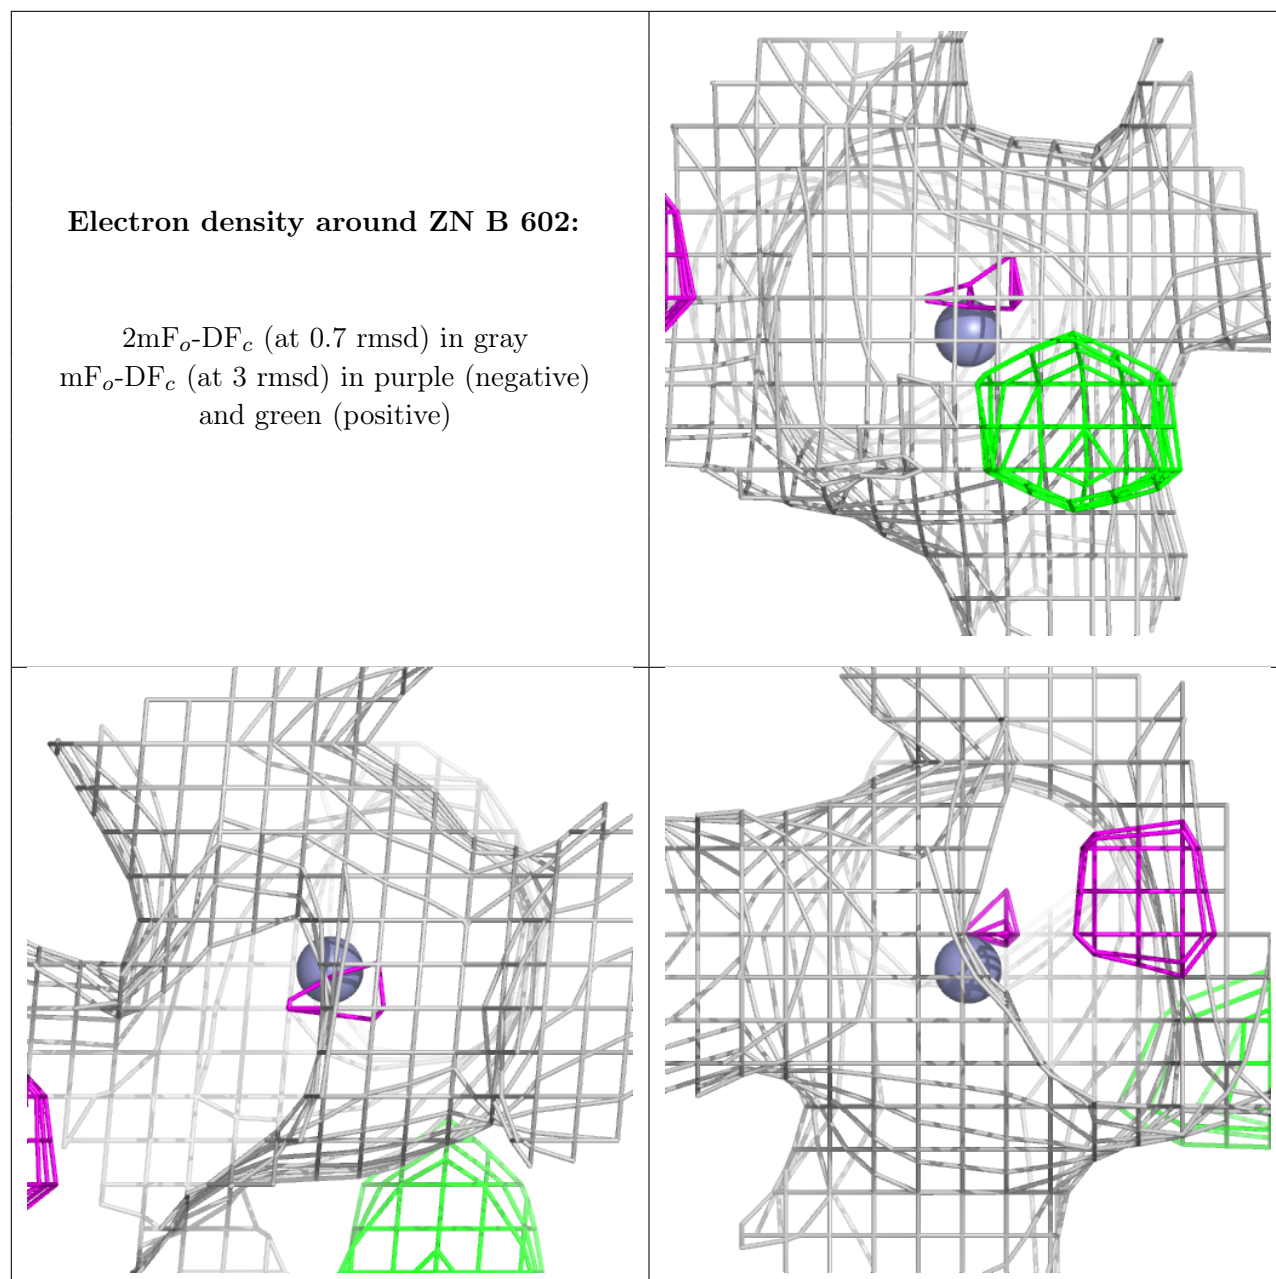 Electron density around ZN B 602:
2mFo-DFc (at 0.7 rmsd) in gray
mFo-DFc (at 3 rmsd) in purple (negative)
and green (positive)